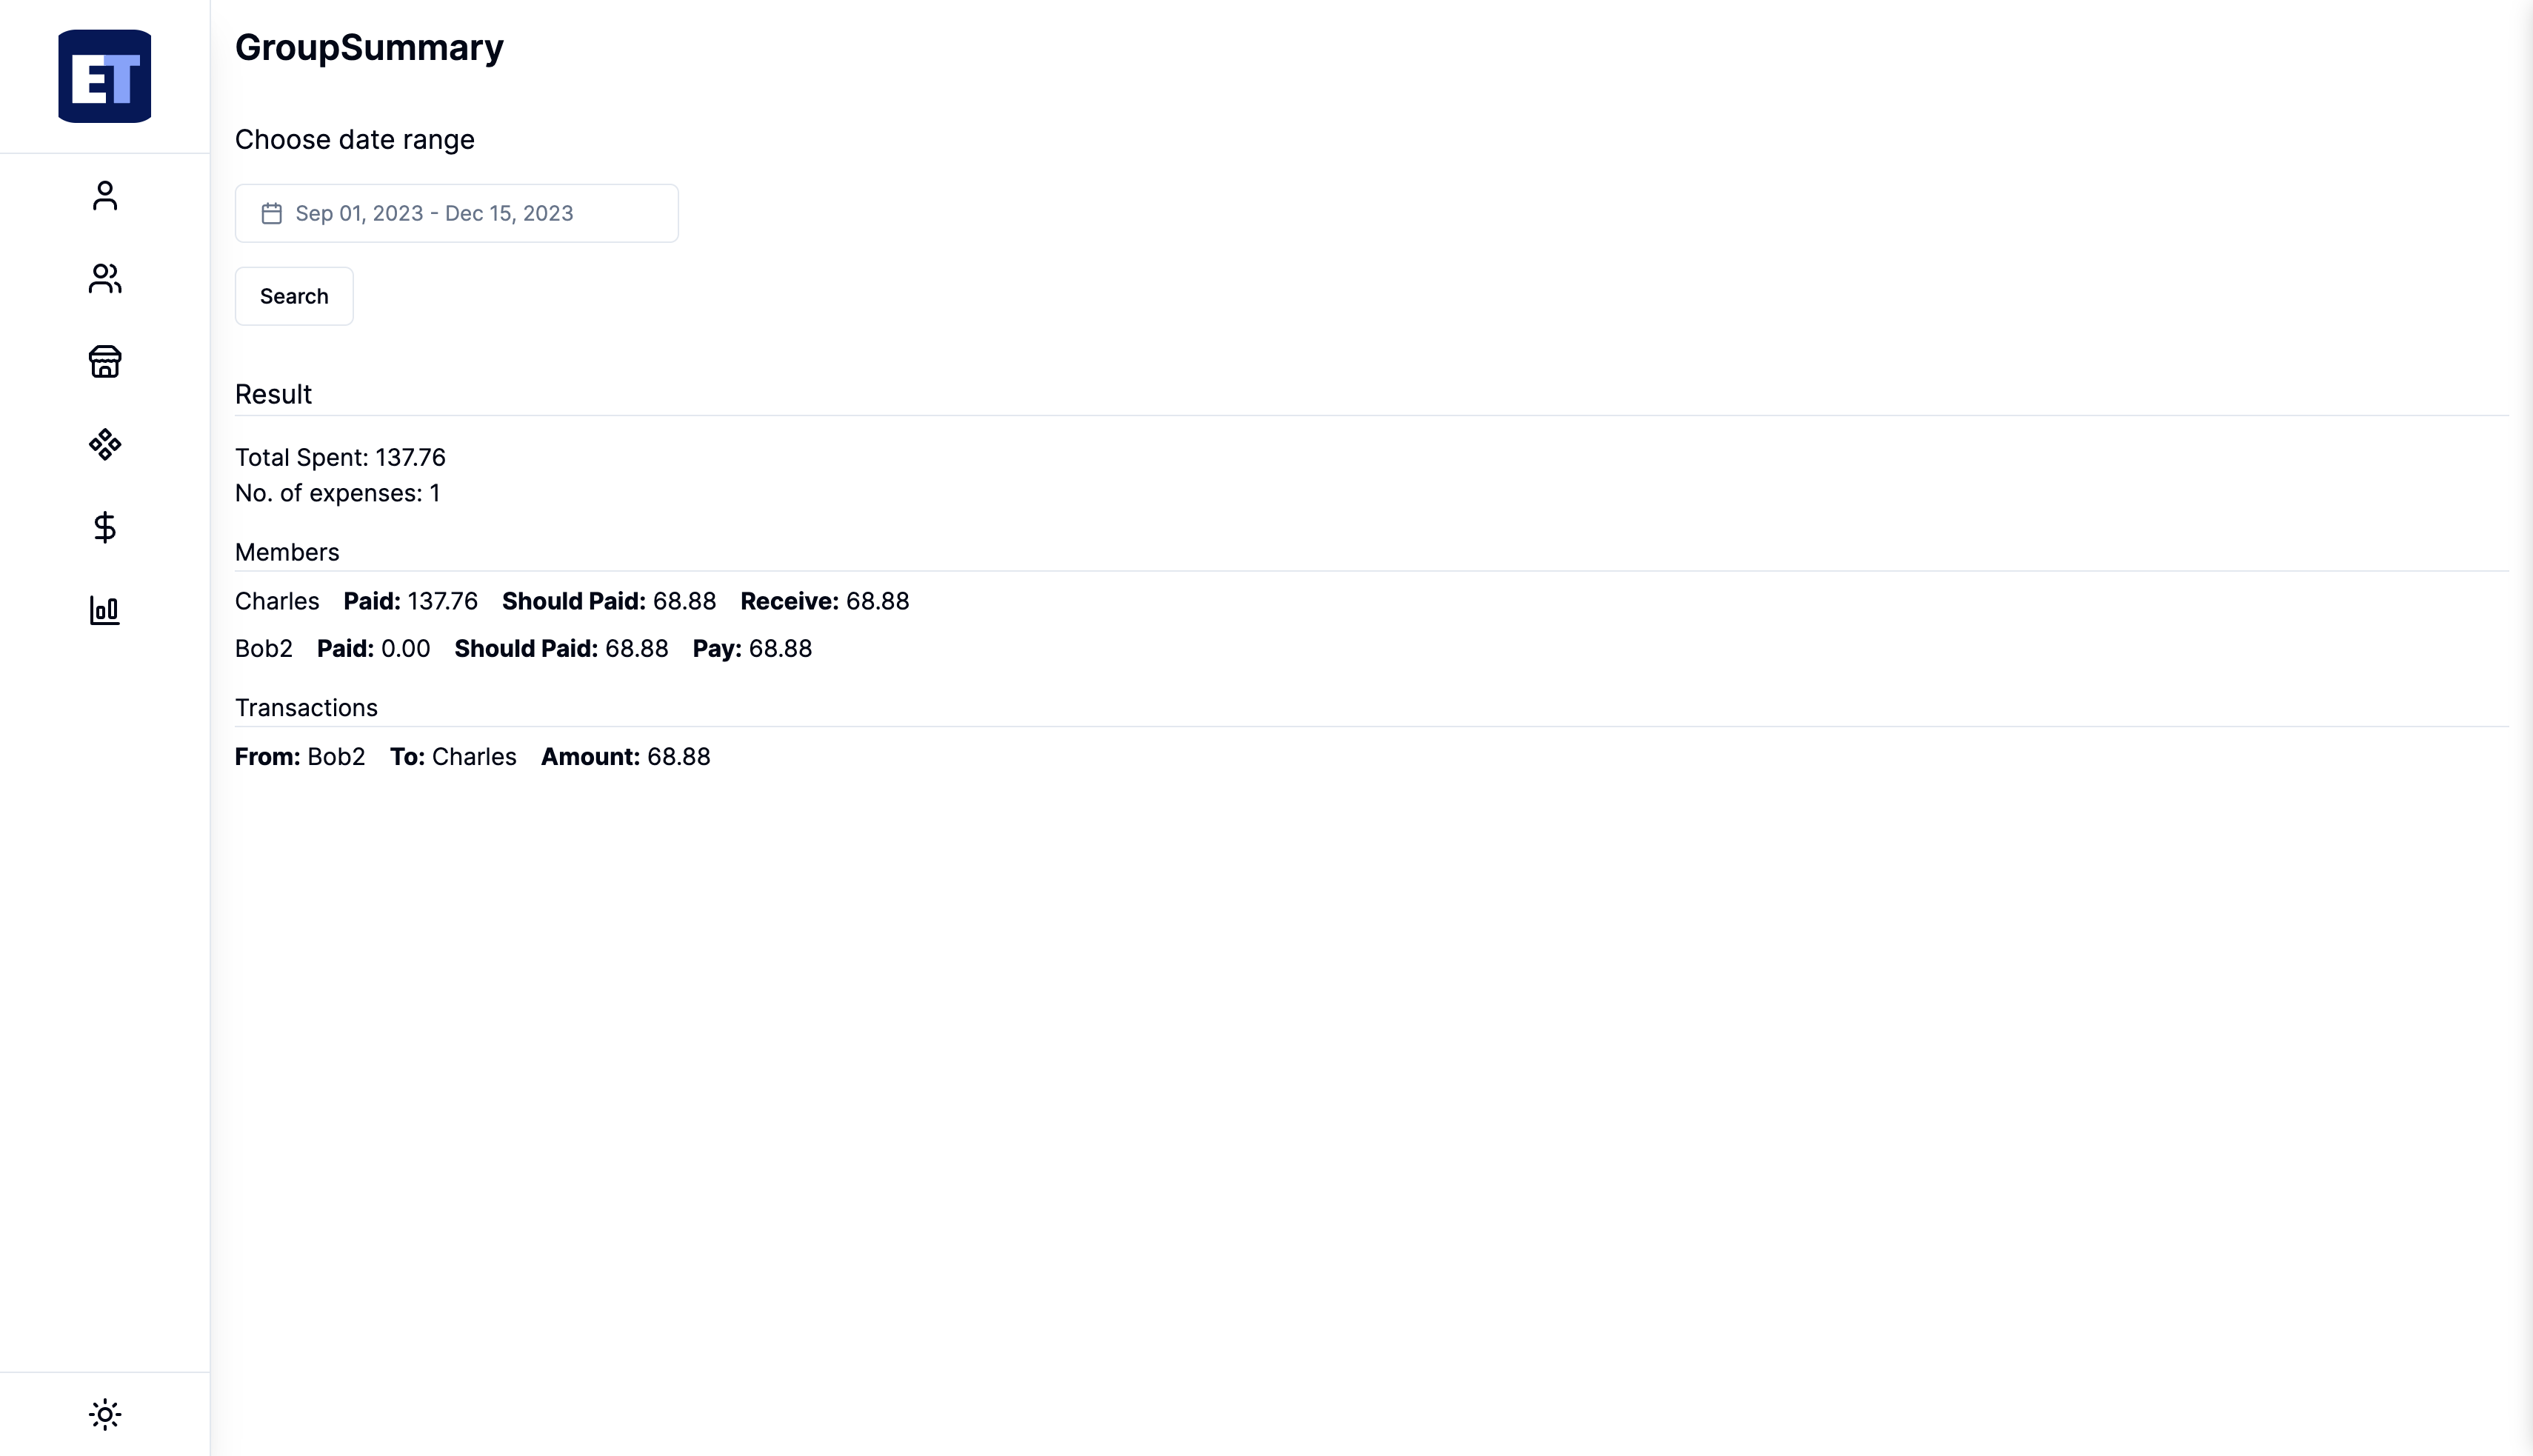 ET
GroupSummary
Choose date range
Sep 01, 2023 - Dec 15, 2023
Search
Result
Total Spent: 137.76
No. of expenses: 1
Members
Charles Paid: 137.76 Should Paid: 68.88 Receive: 68.88
Bob2 Paid: 0.00 Should Paid: 68.88 Pay: 68.88
Transactions
From: Bob2 To: Charles Amount: 68.88